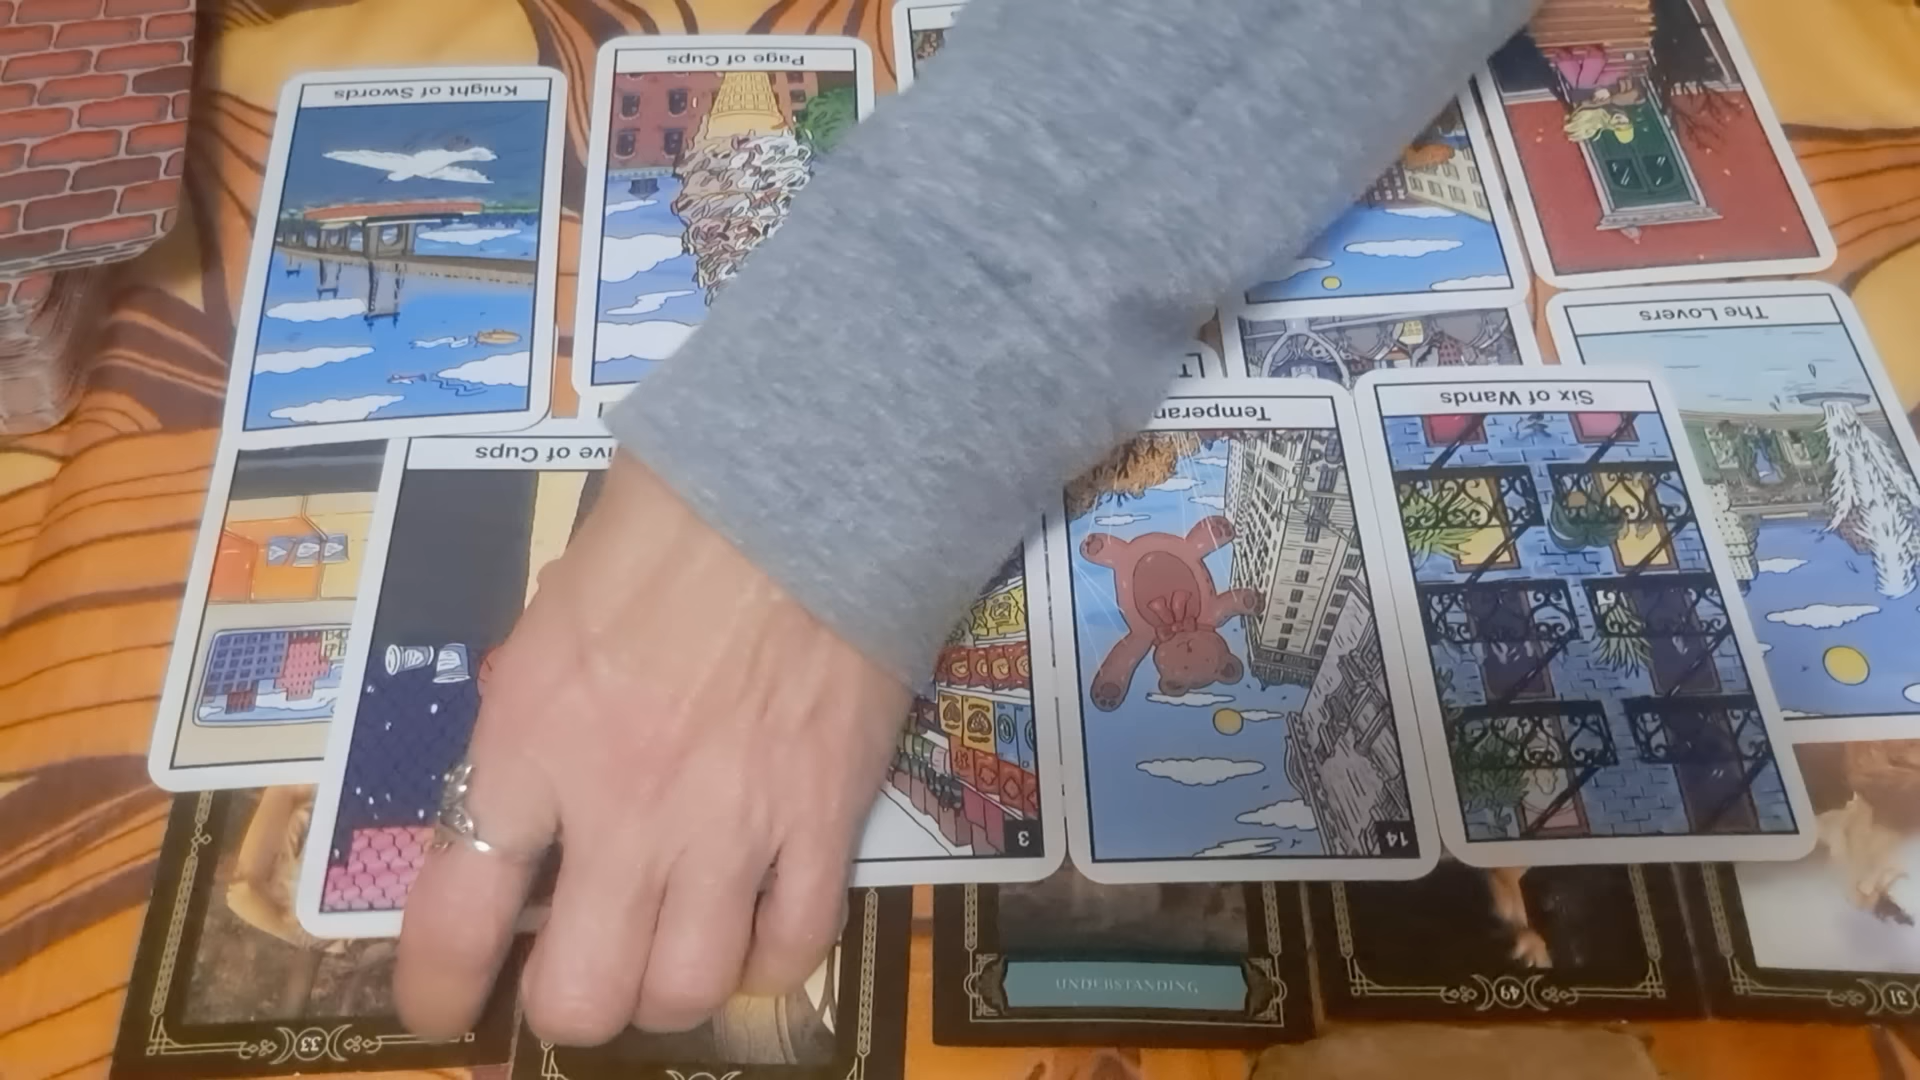 Knight of Swords
Page of Cups
The Lovers
ive of Cups
Temperan
Six of Wands
3
14
UNDERSTANDING
33
49
31